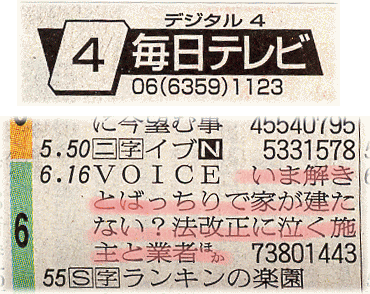 デジタル 4
4 毎日テレビ
06(6359)1123
に今望む事 45540795
5.50 二 字 イブ N 5331578
6.16 VOICE いま解き
とばっちりで家が建た
ない?法改正に泣く施
6 主と業者ほか 73801443
55 S 字 ランキンの楽園